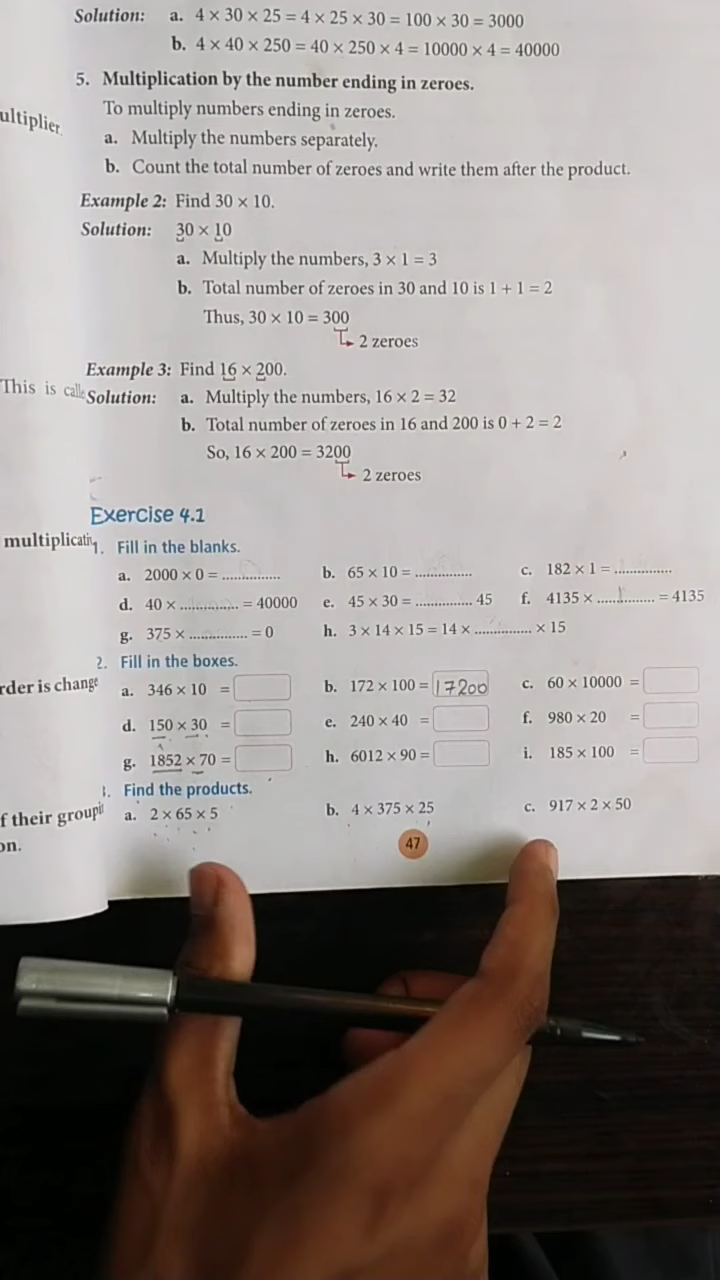 Solution: a. 4 × 30 × 25 = 4 × 25 × 30 = 100 × 30 = 3000
b. 4 × 40 × 250 = 40 × 250 × 4 = 10000 × 4 = 40000
5. Multiplication by the number ending in zeroes.
ultiplier
To multiply numbers ending in zeroes.
a. Multiply the numbers separately.
b. Count the total number of zeroes and write them after the product.
Example 2: Find 30 × 10.
Solution: 30 × 10
a. Multiply the numbers, 3 × 1 = 3
b. Total number of zeroes in 30 and 10 is 1 + 1 = 2
Thus, 30 × 10 = 300
2 zeroes
Example 3: Find 16 × 200.
This is calle
Solution: a. Multiply the numbers, 16 × 2 = 32
b. Total number of zeroes in 16 and 200 is 0 + 2 = 2
So, 16 × 200 = 3200
2 zeroes
Exercise 4.1
multiplicatin
1. Fill in the blanks.
a. 2000 × 0 = .............. b. 65 × 10 = .............. c. 182 × 1 = ..............
d. 40 × .............. = 40000 e. 45 × 30 = .............. 45 f. 4135 × .............. = 4135
g. 375 × .............. = 0 h. 3 × 14 × 15 = 14 × .............. × 15
2. Fill in the boxes.
rder is change
a. 346 × 10 = b. 172 × 100 = 17200 c. 60 × 10000 =
d. 150 × 30 = e. 240 × 40 = f. 980 × 20 =
g. 1852 × 70 = h. 6012 × 90 = i. 185 × 100 =
3. Find the products.
f their groupi
a. 2 × 65 × 5 b. 4 × 375 × 25 c. 917 × 2 × 50
on.
47